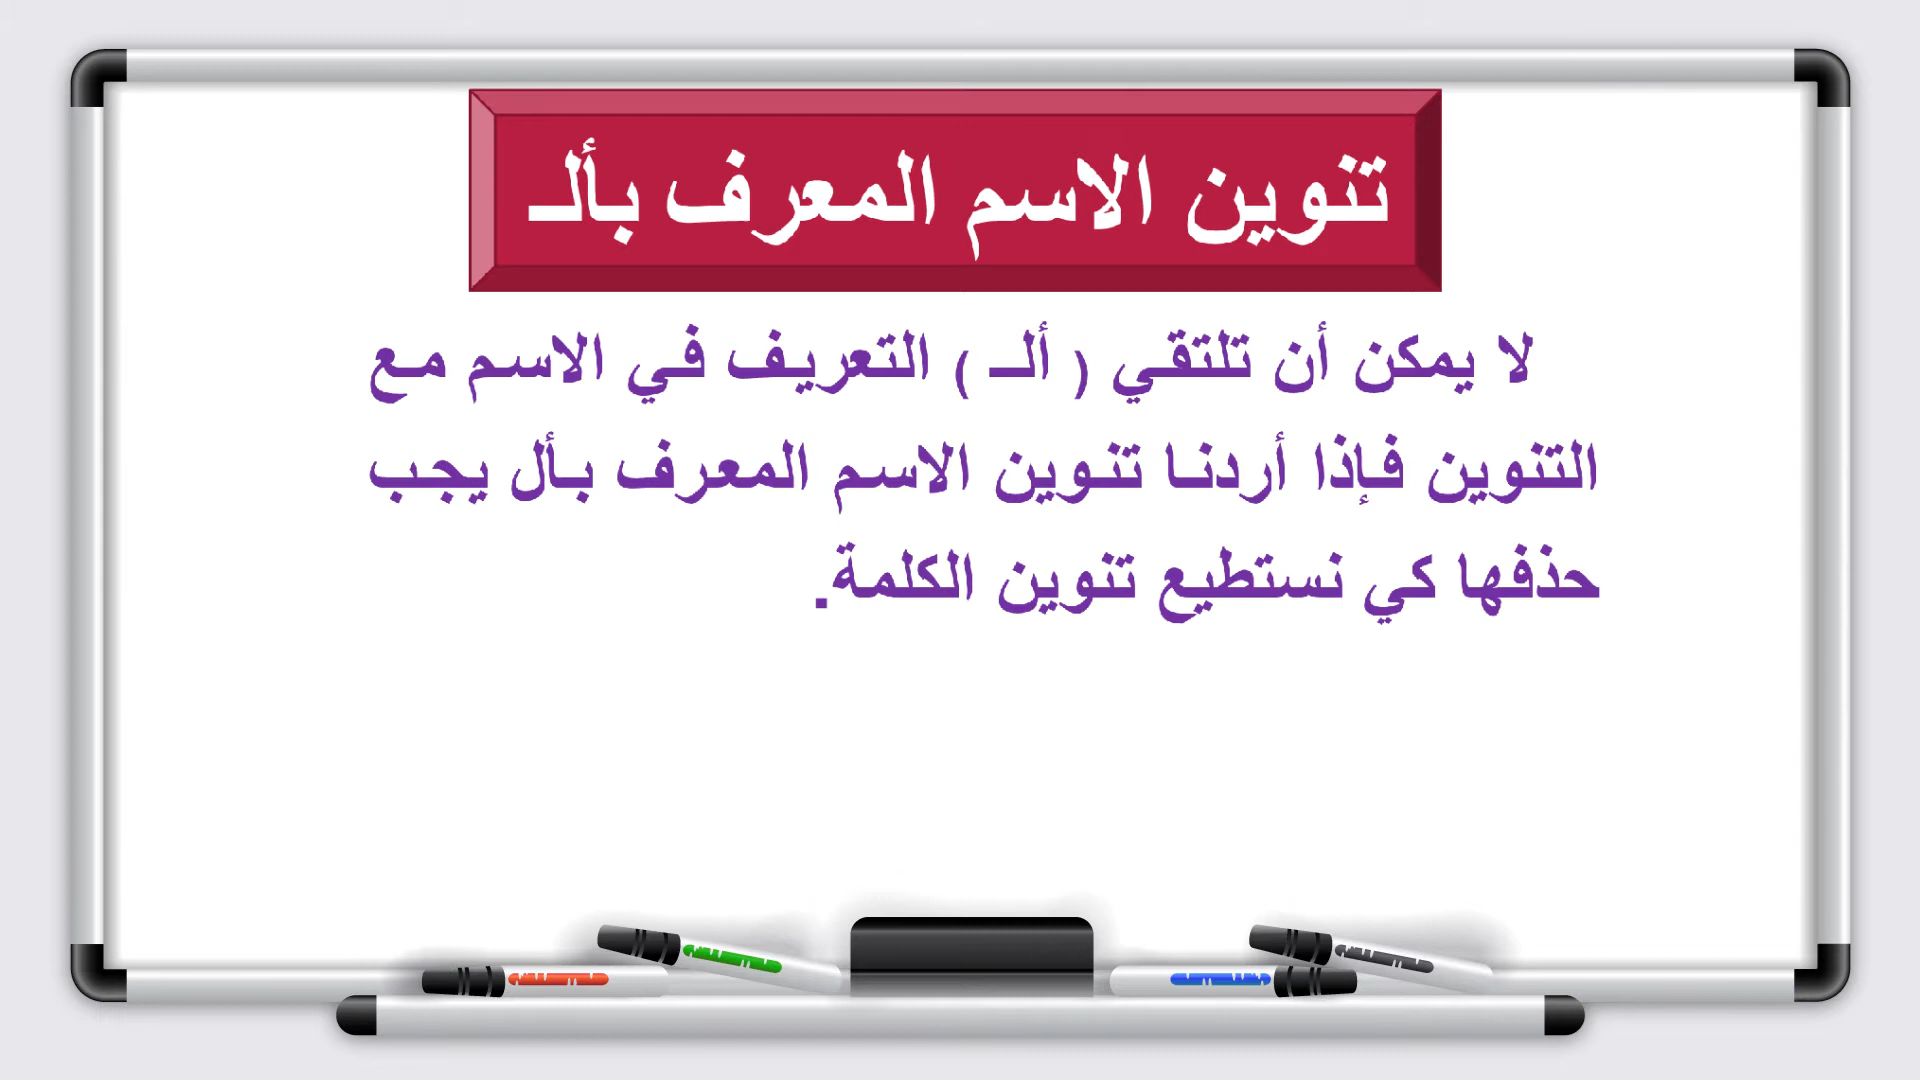 تنوين الاسم المعرف بألـ
لا يمكن أن تلتقي ( ألـ ) التعريف في الاسم مع
التنوين فإذا أردنا تنوين الاسم المعرف بأل يجب
حذفها كي نستطيع تنوين الكلمة.